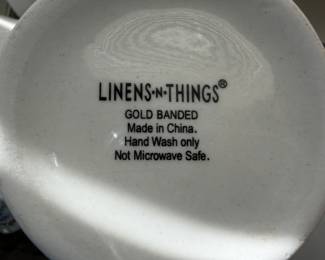 LINENS·N·THINGS®
GOLD BANDED
Made in China.
Hand Wash only
Not Microwave Safe.